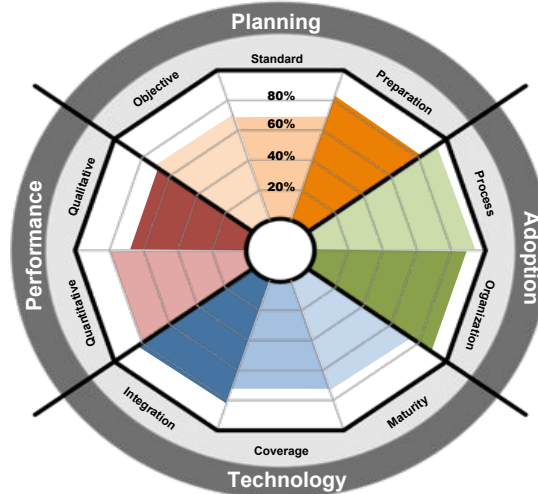 Planning
Standard
Objective
Preparation
80%
60%
40%
20%
Qualitative
Process
Performance
Adoption
Quantitative
Organization
Integration
Maturity
Coverage
Technology